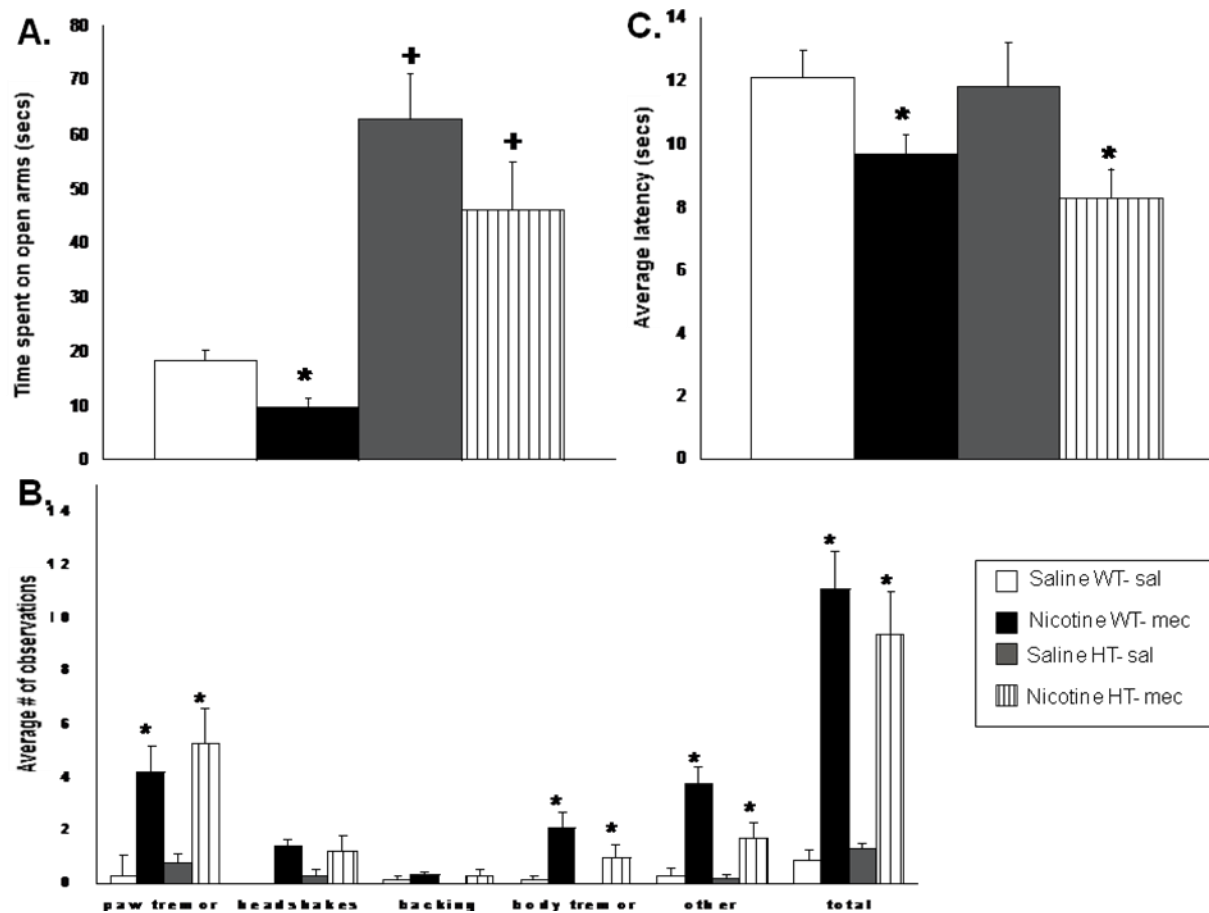 A.
Time spent on open arms (secs)
80
70
60
50
40
30
20
10
0
*
+
+
C.
Average latency (secs)
14
12
10
8
6
4
2
0
*
*
B.
Average # of observations
14
12
10
8
6
4
2
0
*
*
*
*
*
*
*
*
paw tremor
headshakes
backing
body tremor
other
total
Saline WT- sal
Nicotine WT- mec
Saline HT- sal
Nicotine HT- mec